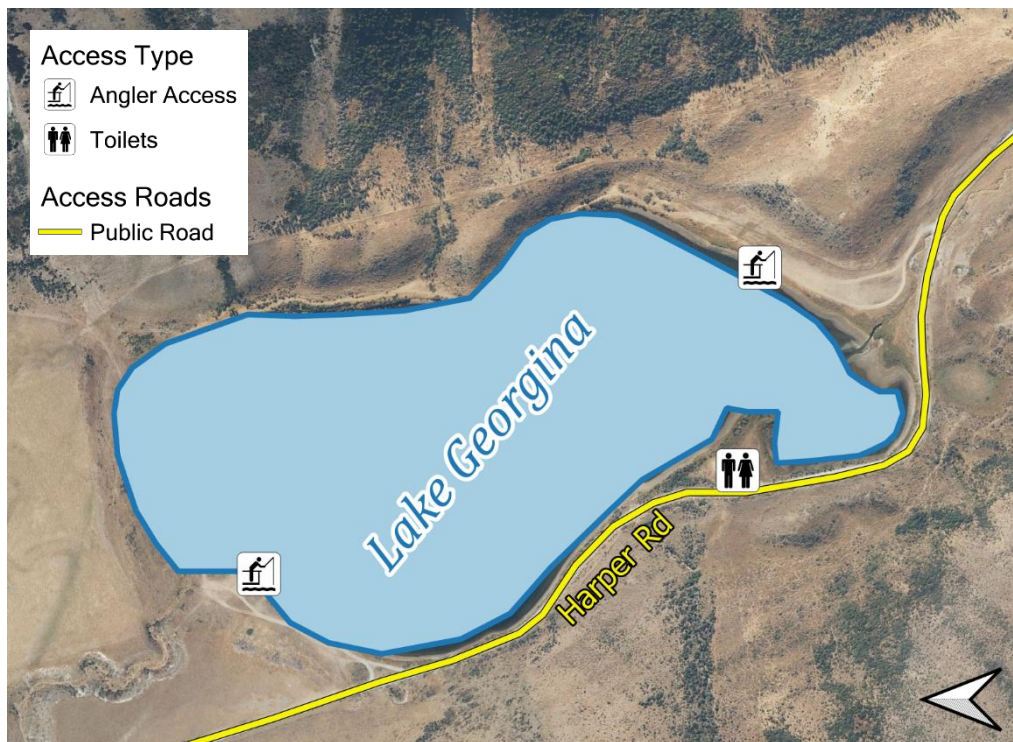 Access Type
Angler Access
Toilets
Access Roads
Public Road
Lake Georgina
Harper Rd